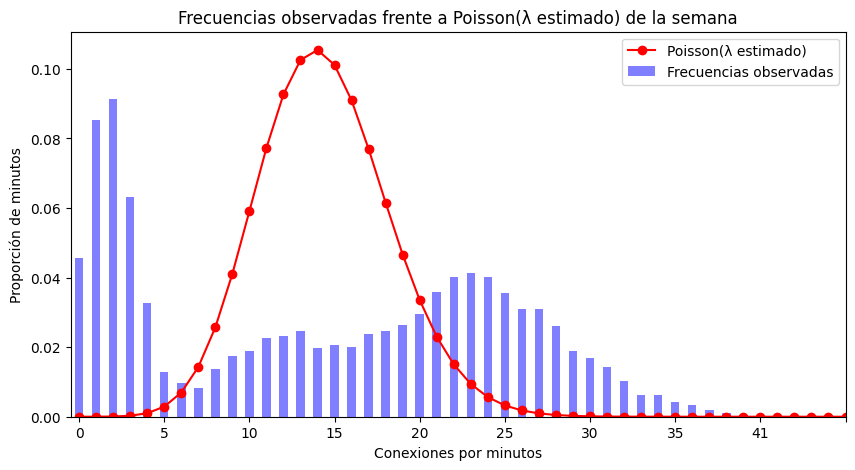 Frecuencias observadas frente a Poisson(λ estimado) de la semana
Poisson(λ estimado)
Frecuencias observadas
Proporción de minutos
0.10
0.08
0.06
0.04
0.02
0.00
0 5 10 15 20 25 30 35 41
Conexiones por minutos